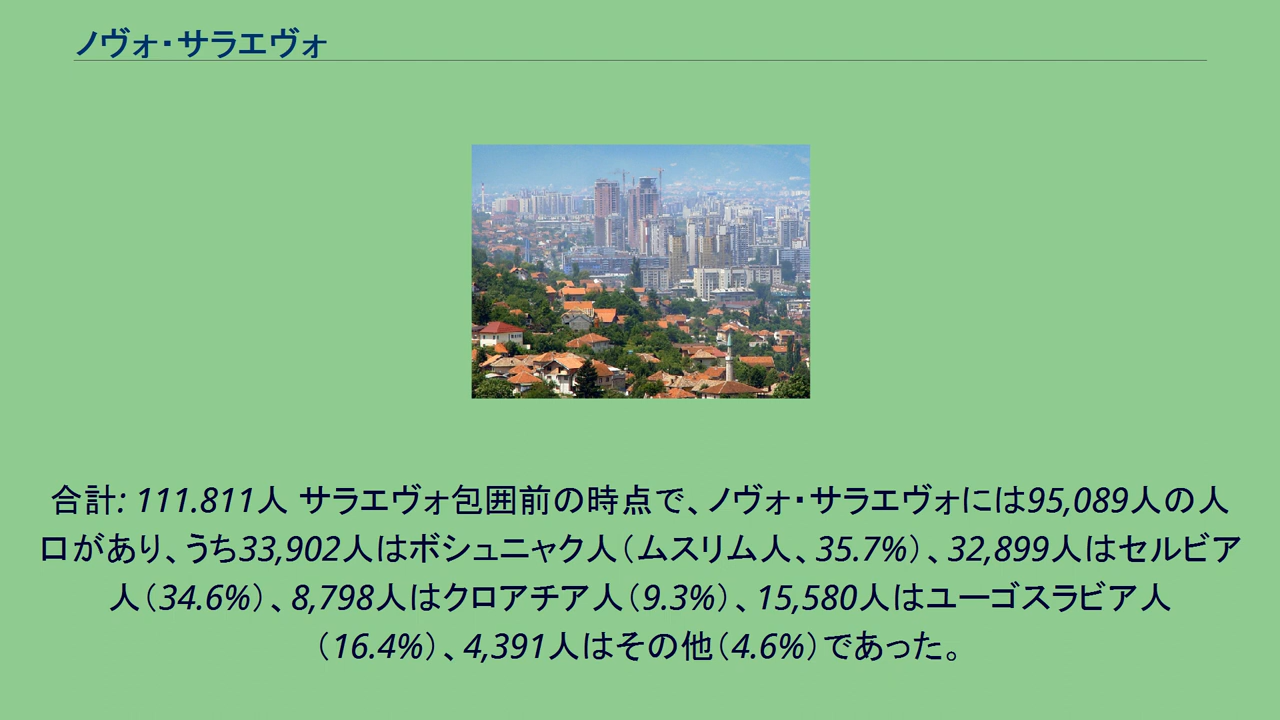 ノヴォ・サラエヴォ
合計: 111.811人 サラエヴォ包囲前の時点で、ノヴォ・サラエヴォには95,089人の人
口があり、うち33,902人はボシュニャク人（ムスリム人、35.7%）、32,899人はセルビア
人（34.6%）、8,798人はクロアチア人（9.3%）、15,580人はユーゴスラビア人
（16.4%）、4,391人はその他（4.6%）であった。